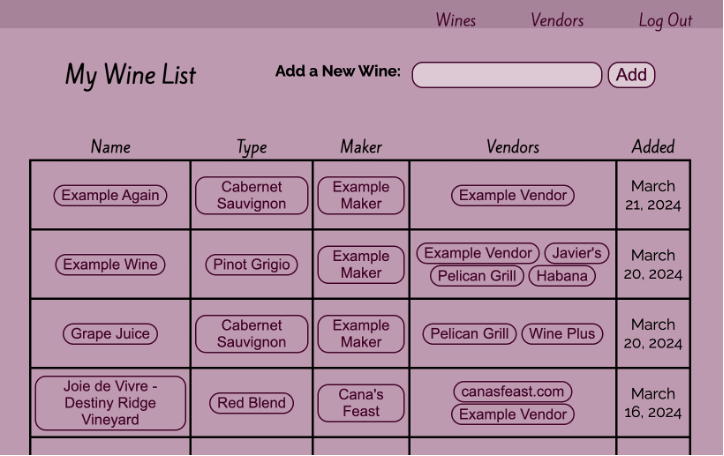 Wines Vendors Log Out
My Wine List Add a New Wine: Add
Name Type Maker Vendors Added
Example Again
Cabernet
Sauvignon
Example
Maker
Example Vendor
March
21, 2024
Example Wine
Pinot Grigio
Example
Maker
Example Vendor Javier's
Pelican Grill Habana
March
20, 2024
Grape Juice
Cabernet
Sauvignon
Example
Maker
Pelican Grill Wine Plus
March
20, 2024
Joie de Vivre -
Destiny Ridge
Vineyard
Red Blend
Cana's
Feast
canasfeast.com
Example Vendor
March
16, 2024